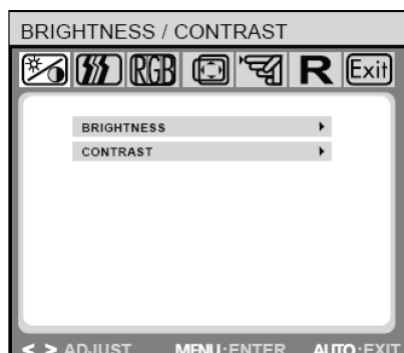 BRIGHTNESS / CONTRAST
RGB R Exit
BRIGHTNESS
CONTRAST
< > ADJUST MENU·ENTER AUTO·EXIT